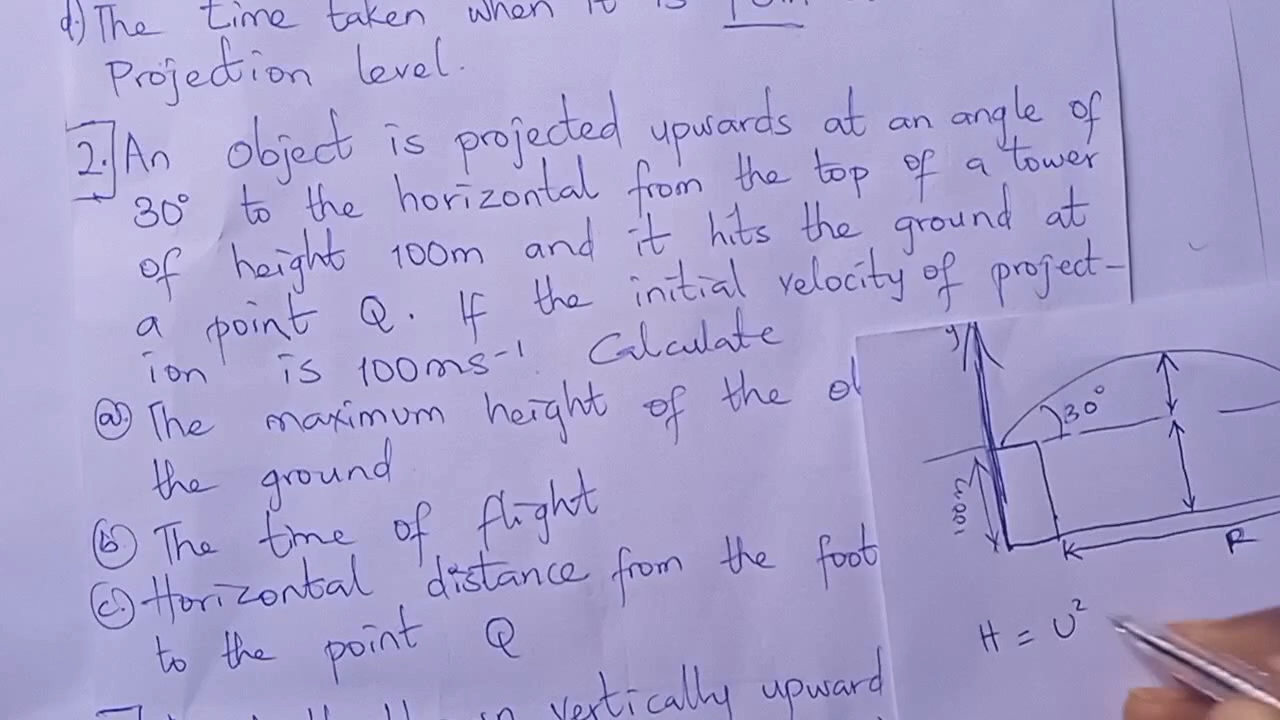 d.) The time taken when it is
Projection level.
2. An object is projected upwards at an angle of
30° to the horizontal from the top of a tower
of height 100m and it hits the ground at
a point Q. If the initial velocity of project-
ion is 100ms⁻¹. Calculate
(a.) The maximum height of the
the ground
(b.) The time of flight
(c.) Horizontal distance from the foot
to the point Q
vertically upward
y
30°
100m
R
H = U²